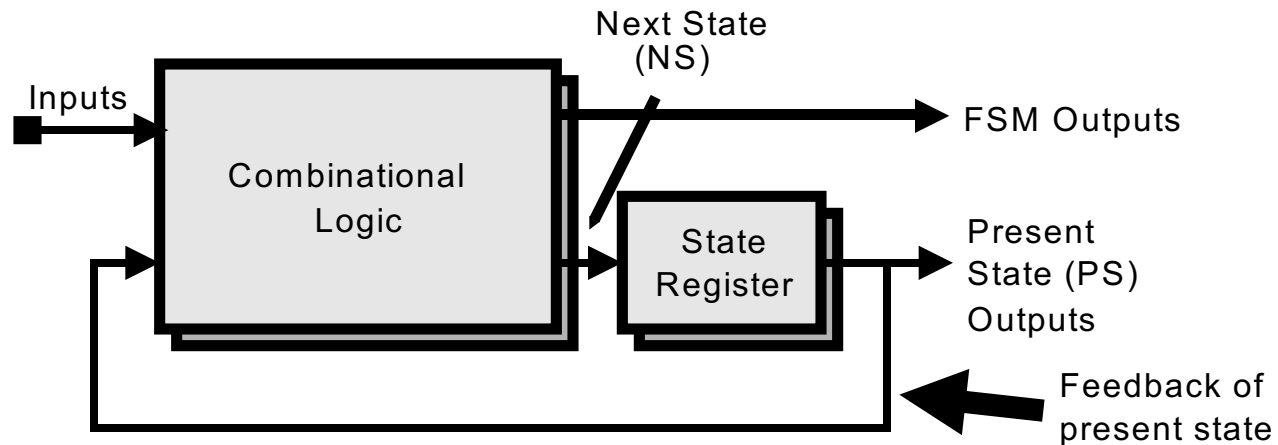 Next State
(NS)
Inputs
FSM Outputs
Combinational
Logic
State
Register
Present
State (PS)
Outputs
Feedback of
present state